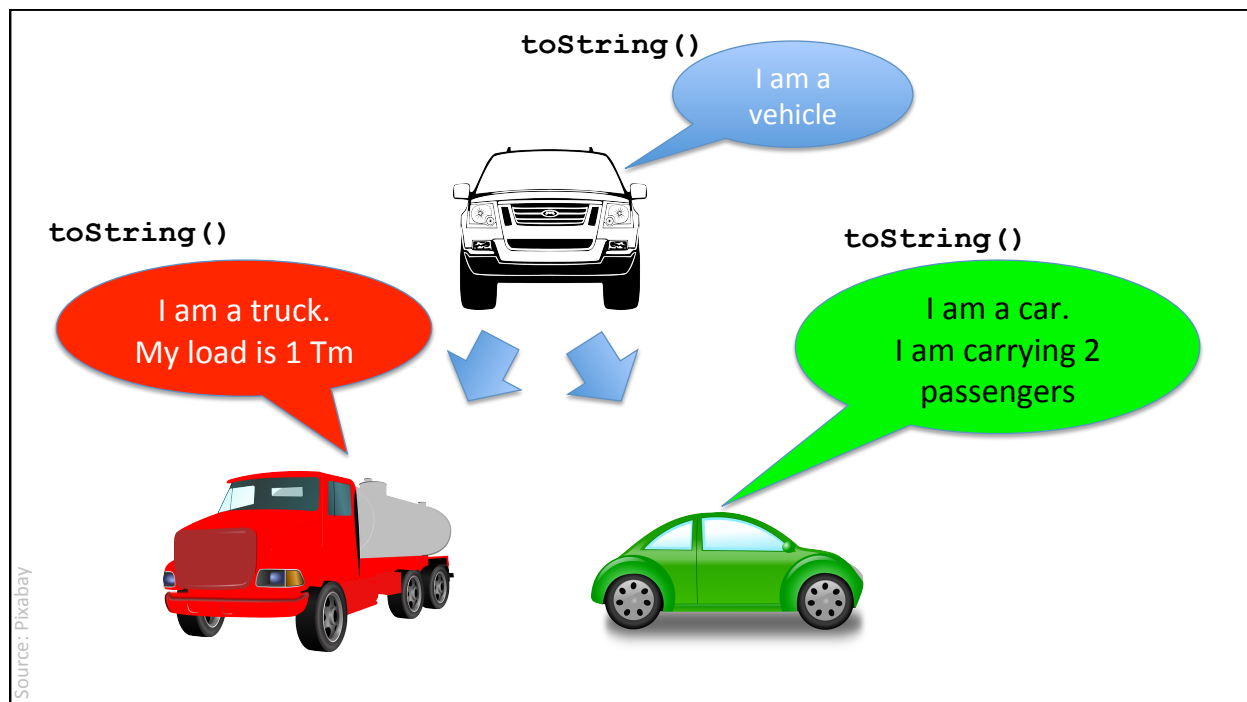 toString()
I am a
vehicle
toString()
I am a truck.
My load is 1 Tm
toString()
I am a car.
I am carrying 2
passengers
Source: Pixabay